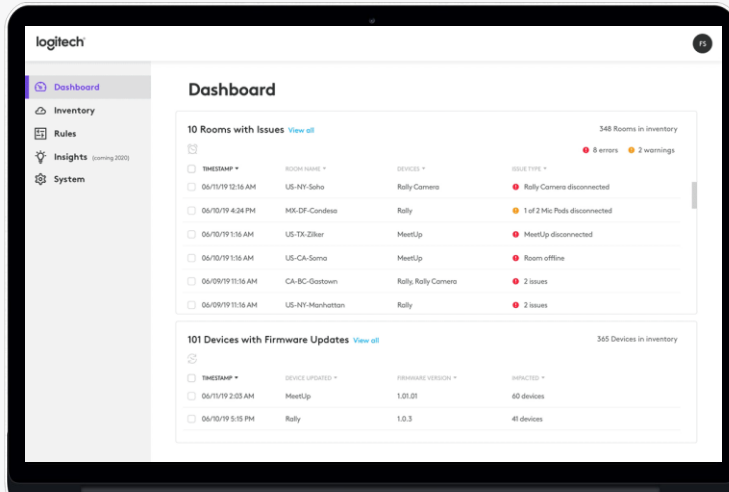 logitech
FS
Dashboard
Inventory
Rules
Insights (coming 2020)
System
Dashboard
10 Rooms with Issues View all
348 Rooms in inventory
8 errors 2 warnings
TIMESTAMP ROOM NAME DEVICES ISSUE TYPE
06/11/19 12:16 AM US-NY-Soho Rally Camera Rally Camera disconnected
06/10/19 4:24 PM MX-DF-Condesa Rally 1 of 2 Mic Pods disconnected
06/10/19 1:16 AM US-TX-Zilker MeetUp MeetUp disconnected
06/10/19 1:16 AM US-CA-Soma MeetUp Room offline
06/09/19 11:16 AM CA-BC-Gastown Rally, Rally Camera 2 issues
06/09/19 11:16 AM US-NY-Manhattan Rally 2 issues
101 Devices with Firmware Updates View all
365 Devices in inventory
TIMESTAMP DEVICE UPDATED FIRMWARE VERSION IMPACTED
06/11/19 2:03 AM MeetUp 1.01.01 60 devices
06/10/19 5:15 PM Rally 1.0.3 41 devices